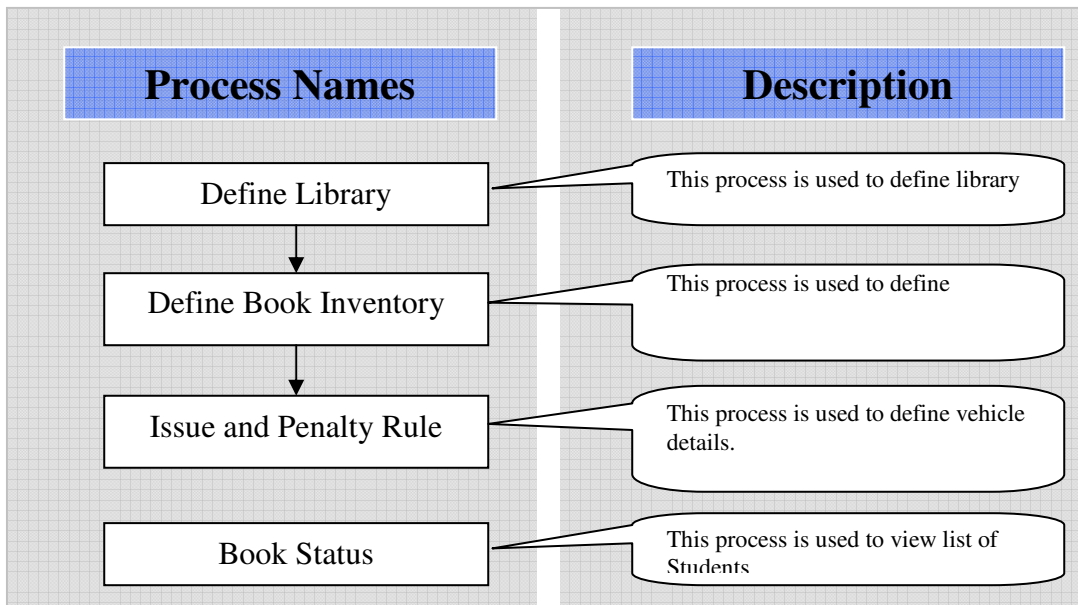 Process Names
Description
Define Library
This process is used to define library
Define Book Inventory
This process is used to define
Issue and Penalty Rule
This process is used to define vehicle
details.
Book Status
This process is used to view list of
Students